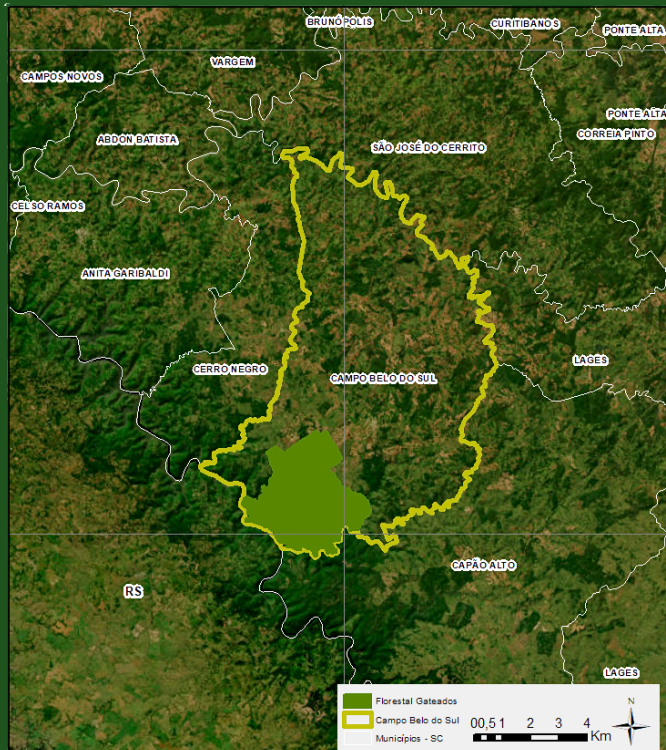 BRUNÓPOLIS
CURITIBANOS
PONTE ALTA
VARGEM
CAMPOS NOVOS
PONTE ALTA
CORREIA PINTO
ABDON BATISTA
SÃO JOSÉ DO CERRITO
CELSO RAMOS
ANITA GARIBALDI
LAGES
CERRO NEGRO
CAMPO BELO DO SUL
CAPÃO ALTO
RS
LAGES
Florestal Gateados
Campo Belo do Sul
Municípios - SC
00,5 1 2 3 4
Km
N